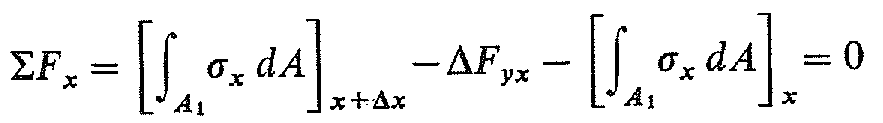 ΣF_x = [∫_{A_1} σ_x dA]_{x+Δx} − ΔF_{yx} − [∫_{A_1} σ_x dA]_x = 0